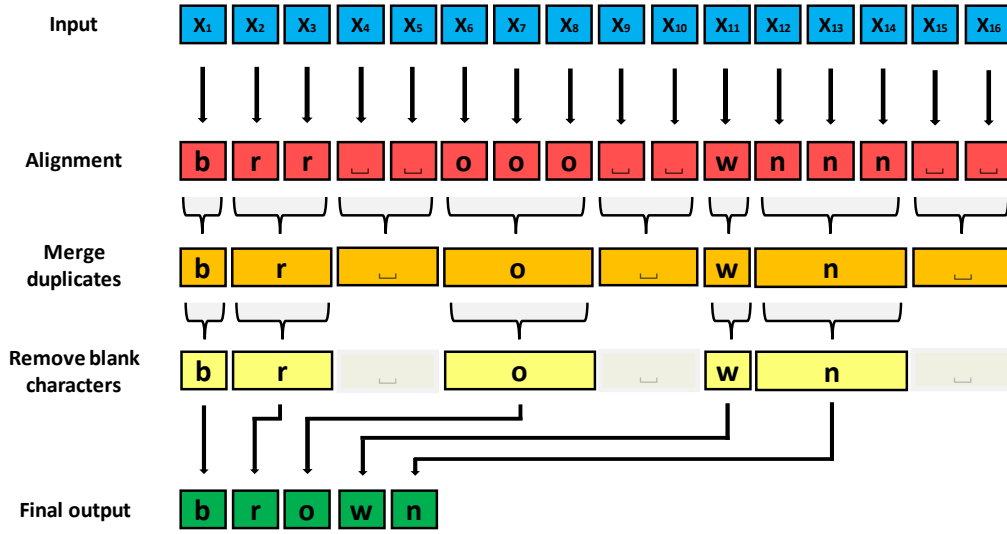 Input X₁ X₂ X₃ X₄ X₅ X₆ X₇ X₈ X₉ X₁₀ X₁₁ X₁₂ X₁₃ X₁₄ X₁₅ X₁₆
Alignment b r r ⎵ ⎵ o o o ⎵ ⎵ w n n n ⎵ ⎵
Merge
duplicates
b r ⎵ o ⎵ w n ⎵
Remove blank
characters
b r ⎵ o ⎵ w n ⎵
Final output b r o w n